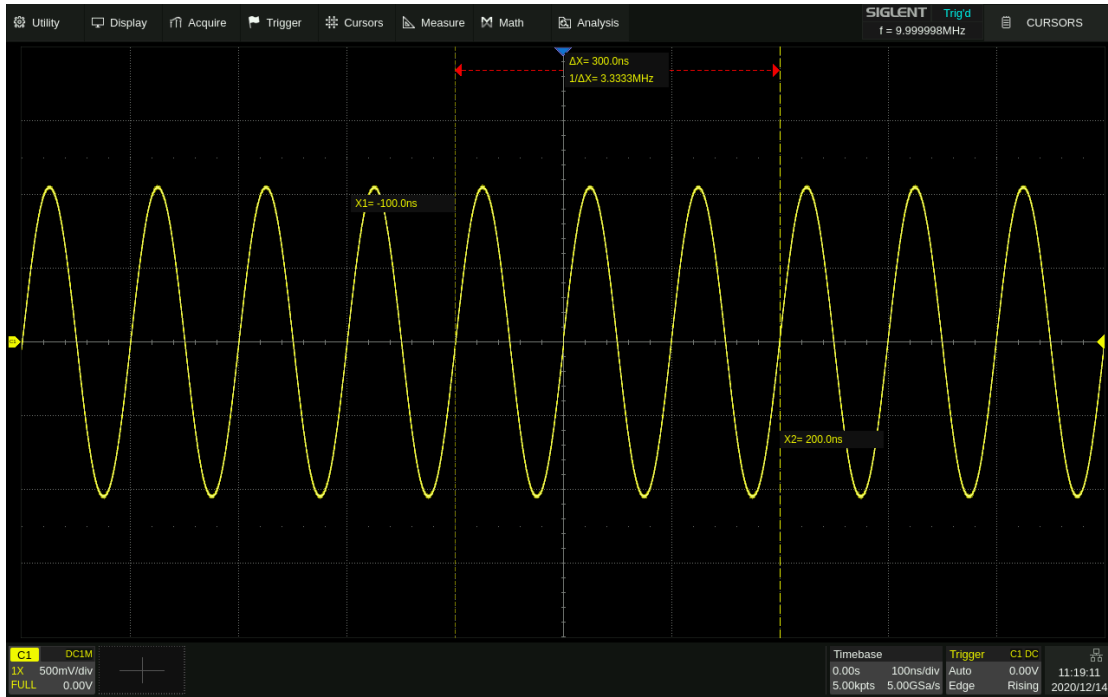 Utility Display Acquire Trigger Cursors Measure Math Analysis SIGLENT Trig'd CURSORS
f = 9.999998MHz
ΔX= 300.0ns
1/ΔX= 3.3333MHz
X1= -100.0ns
X2= 200.0ns
C1 DC1M
1X 500mV/div
FULL 0.00V
Timebase
0.00s 100ns/div
5.00kpts 5.00GSa/s
Trigger C1 DC
Auto 0.00V
Edge Rising
11:19:11
2020/12/14